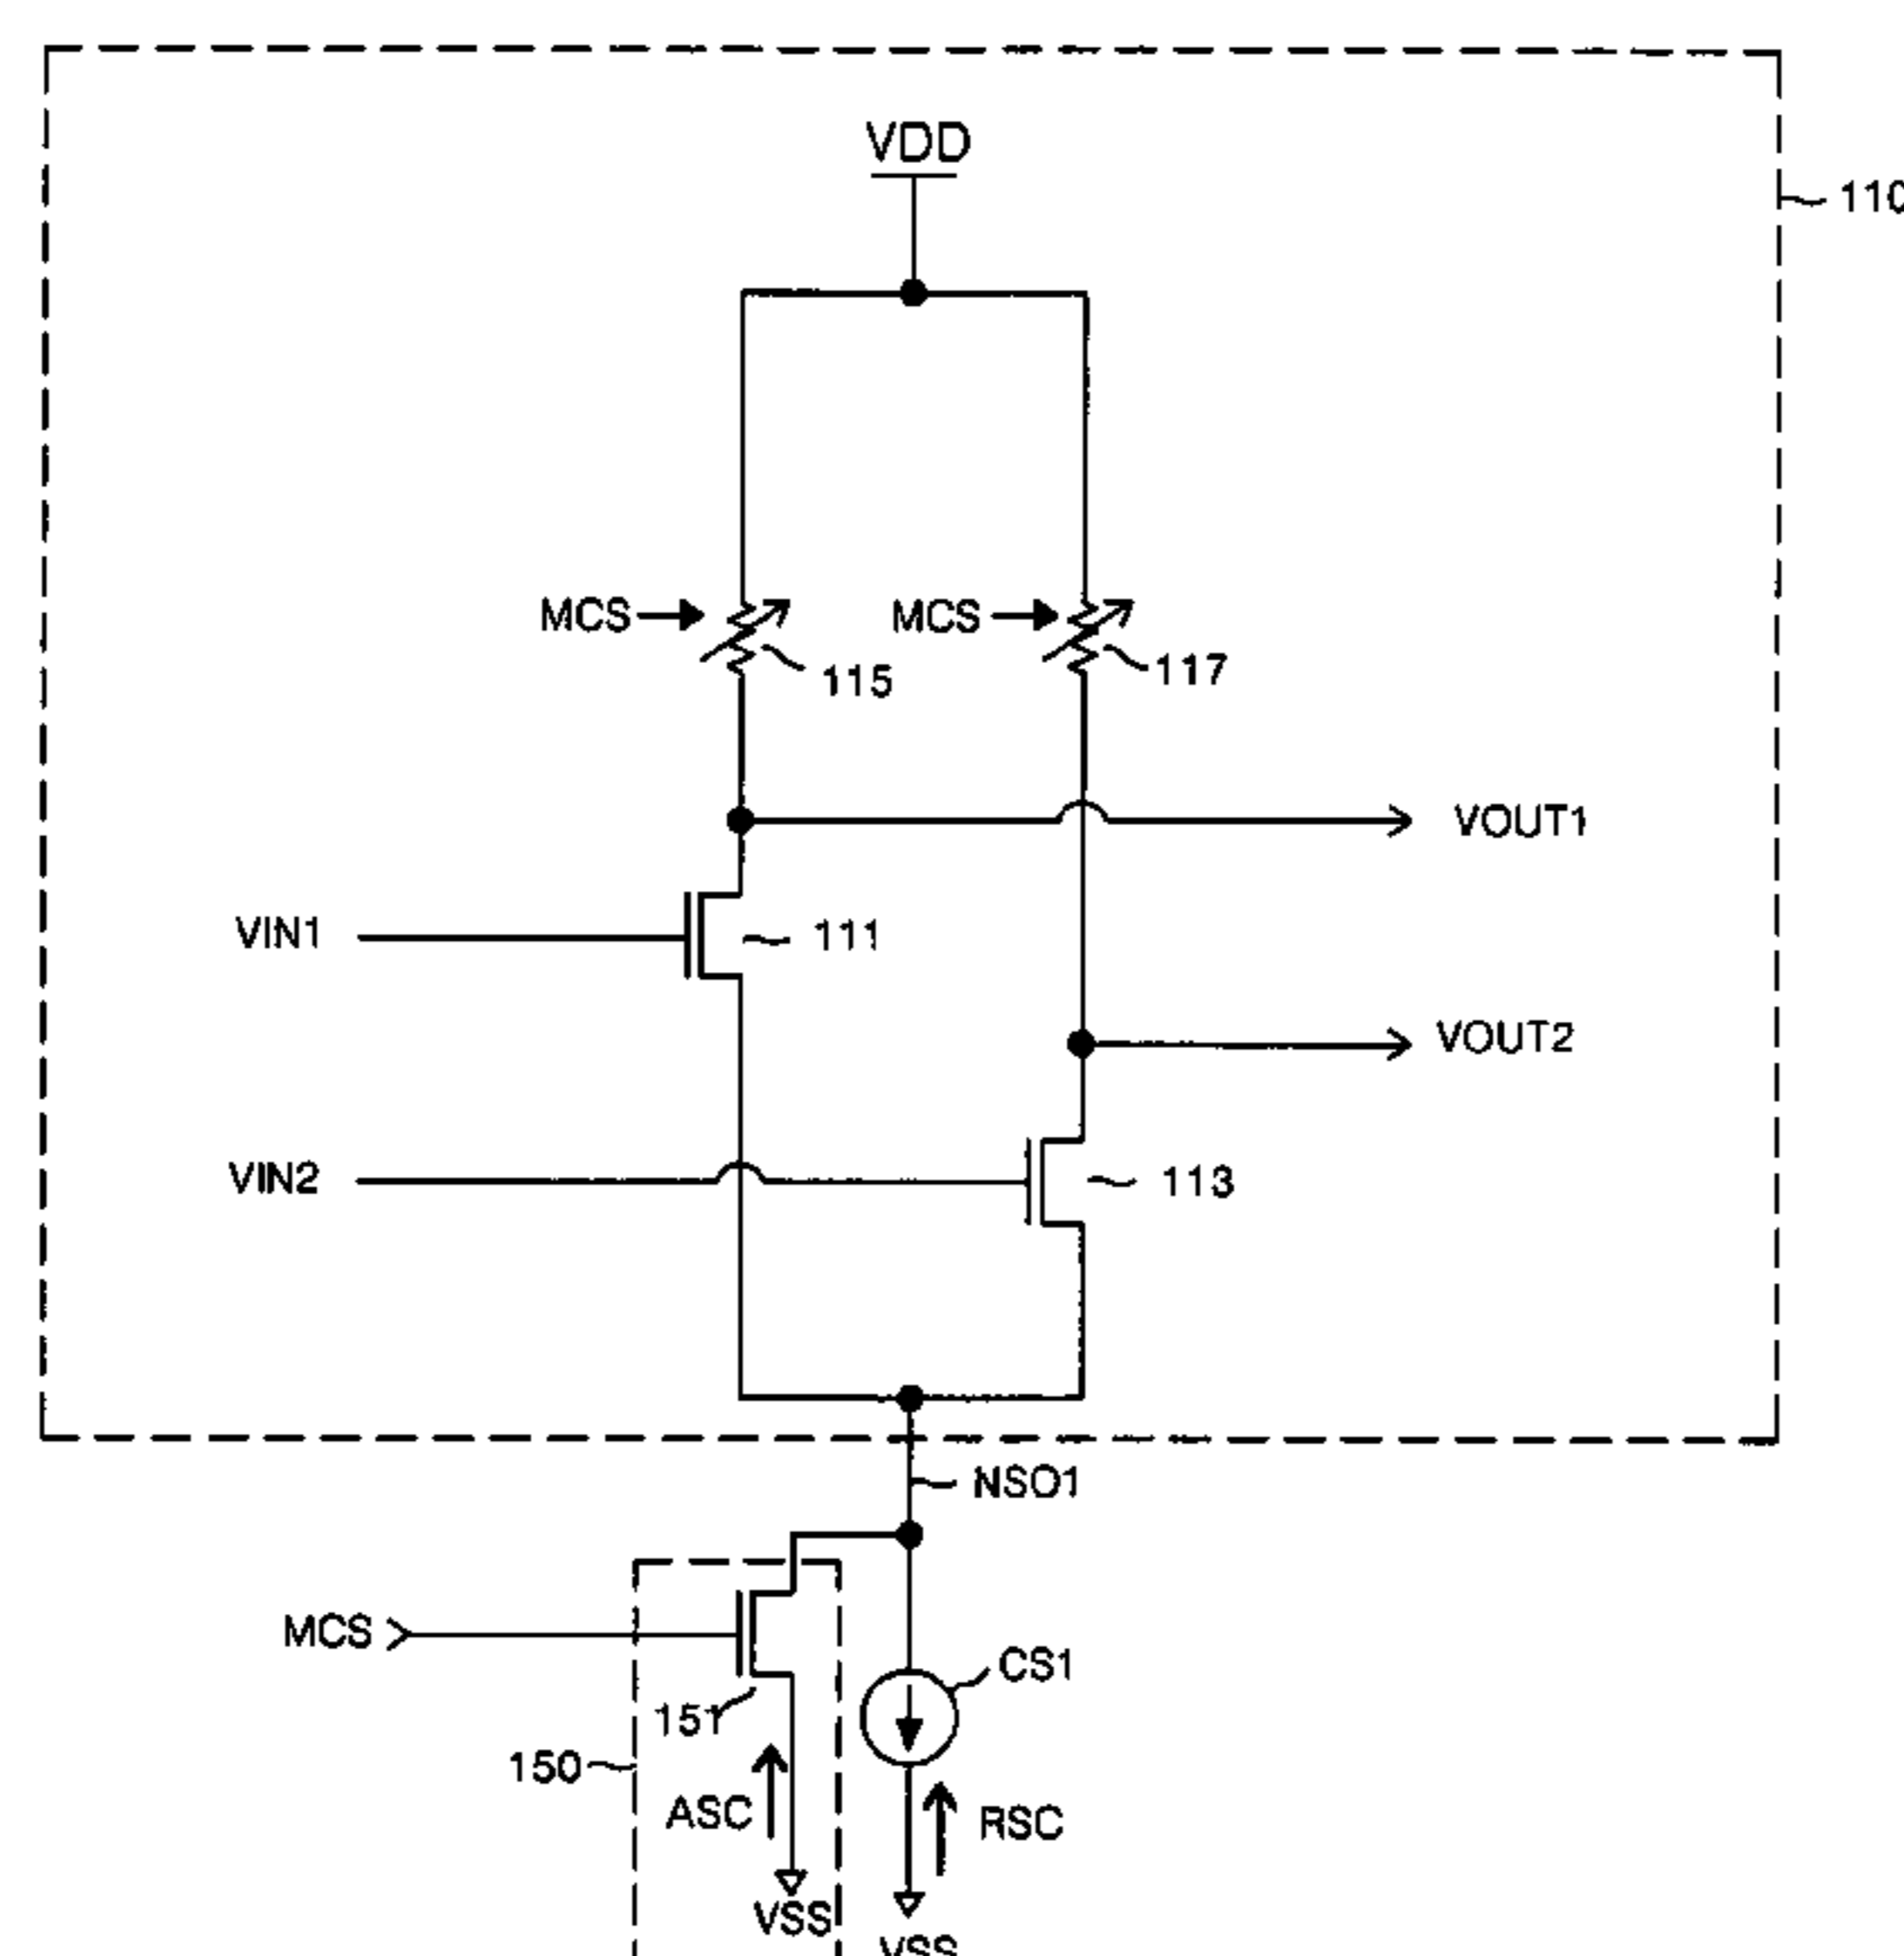 VDD
110
MCS
MCS
115
117
VOUT1
VIN1
111
VOUT2
VIN2
113
NSO1
MCS
CS1
151
150
ASC
RSC
VSS
VSS